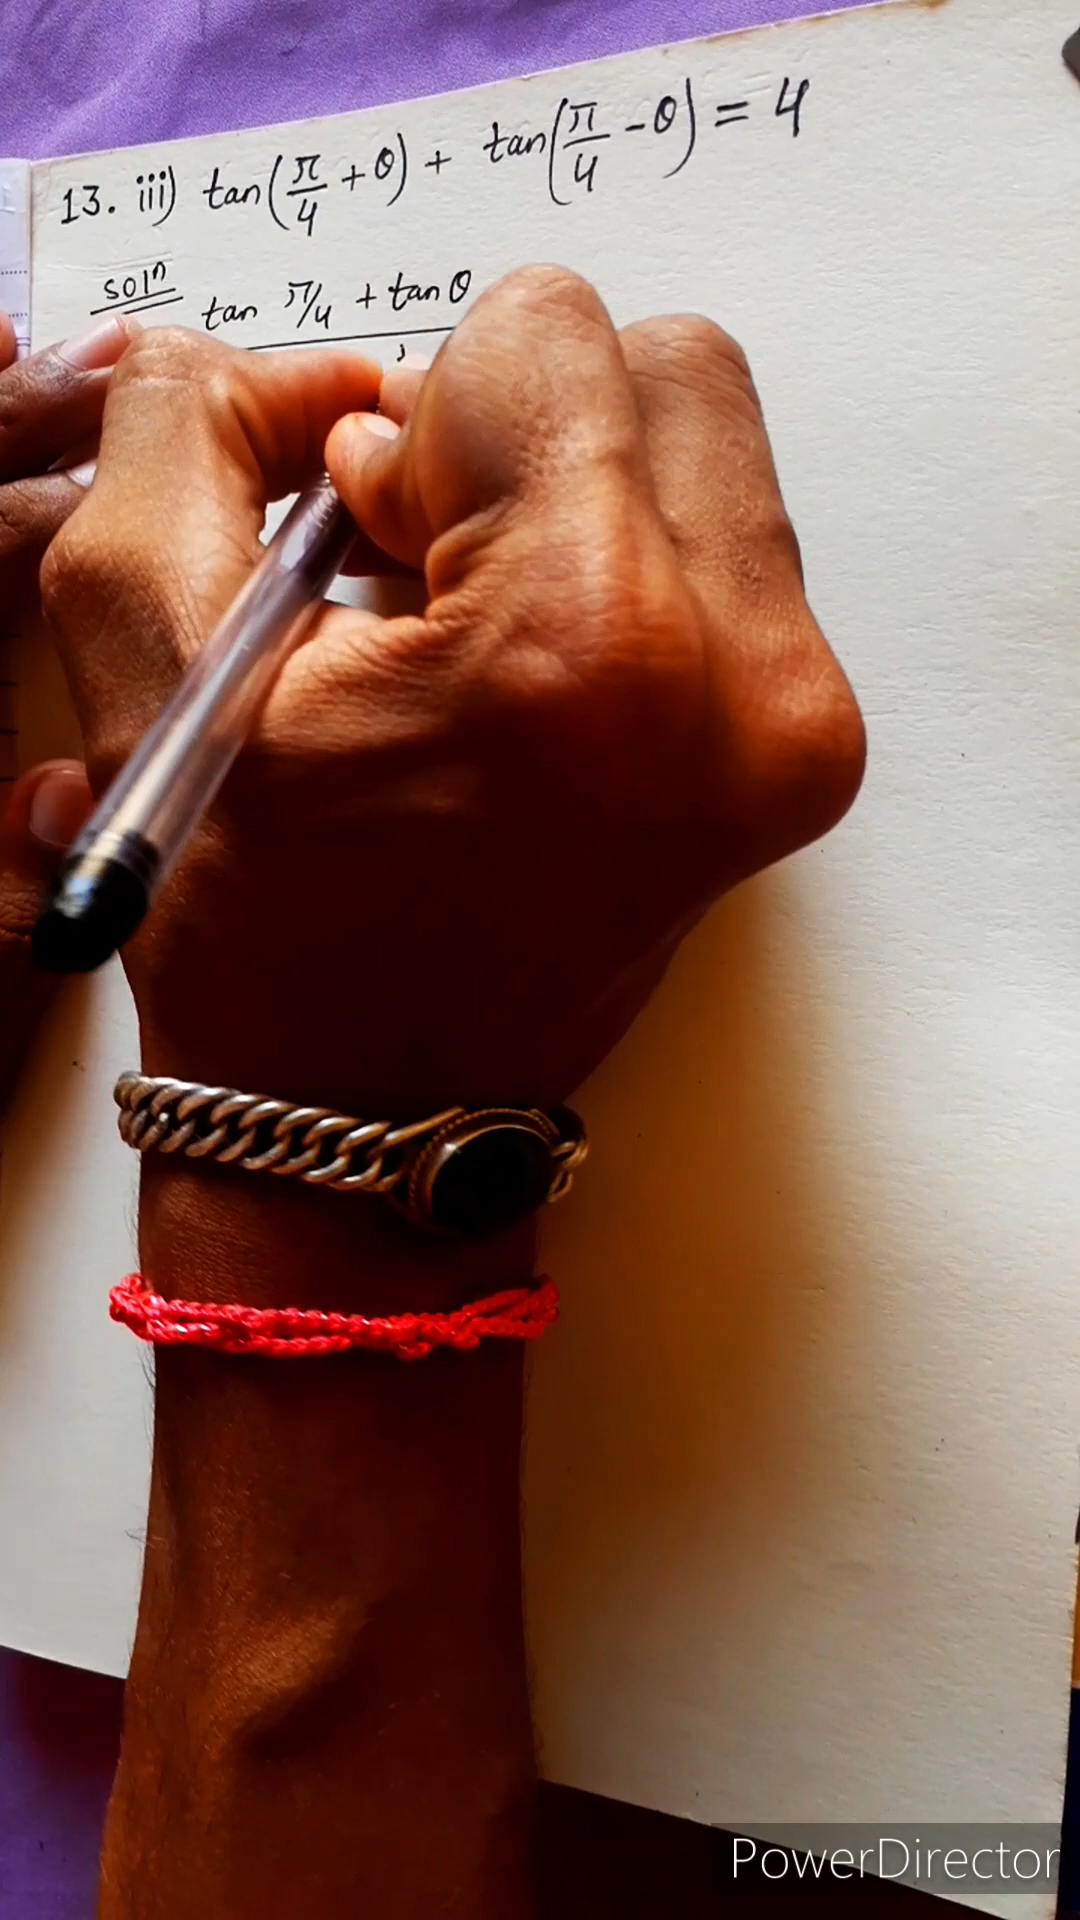 13. iii) tan(π/4 + θ) + tan(π/4 - θ) = 4
solⁿ tan π/4 + tan θ
PowerDirector